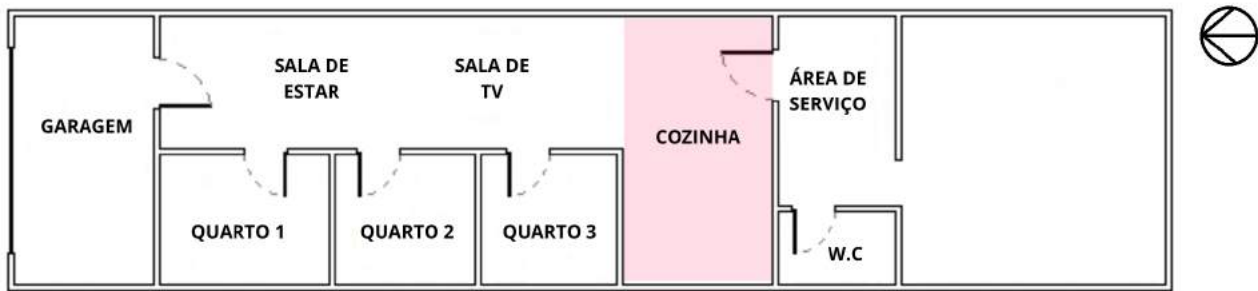 SALA DE
ESTAR
SALA DE
TV
ÁREA DE
SERVIÇO
GARAGEM
COZINHA
QUARTO 1
QUARTO 2
QUARTO 3
W.C